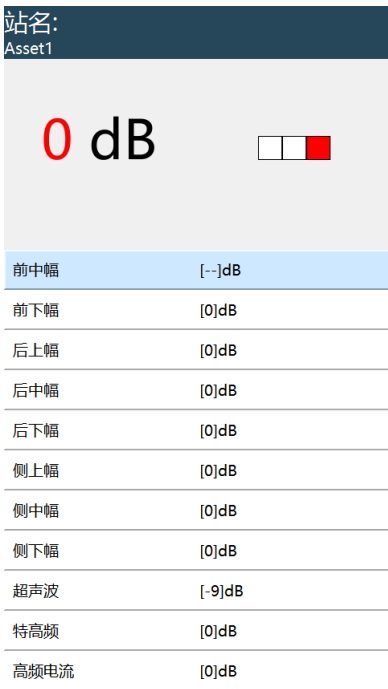 站名:
Asset1
0 dB
前中幅 [--]dB
前下幅 [0]dB
后上幅 [0]dB
后中幅 [0]dB
后下幅 [0]dB
侧上幅 [0]dB
侧中幅 [0]dB
侧下幅 [0]dB
超声波 [-9]dB
特高频 [0]dB
高频电流 [0]dB